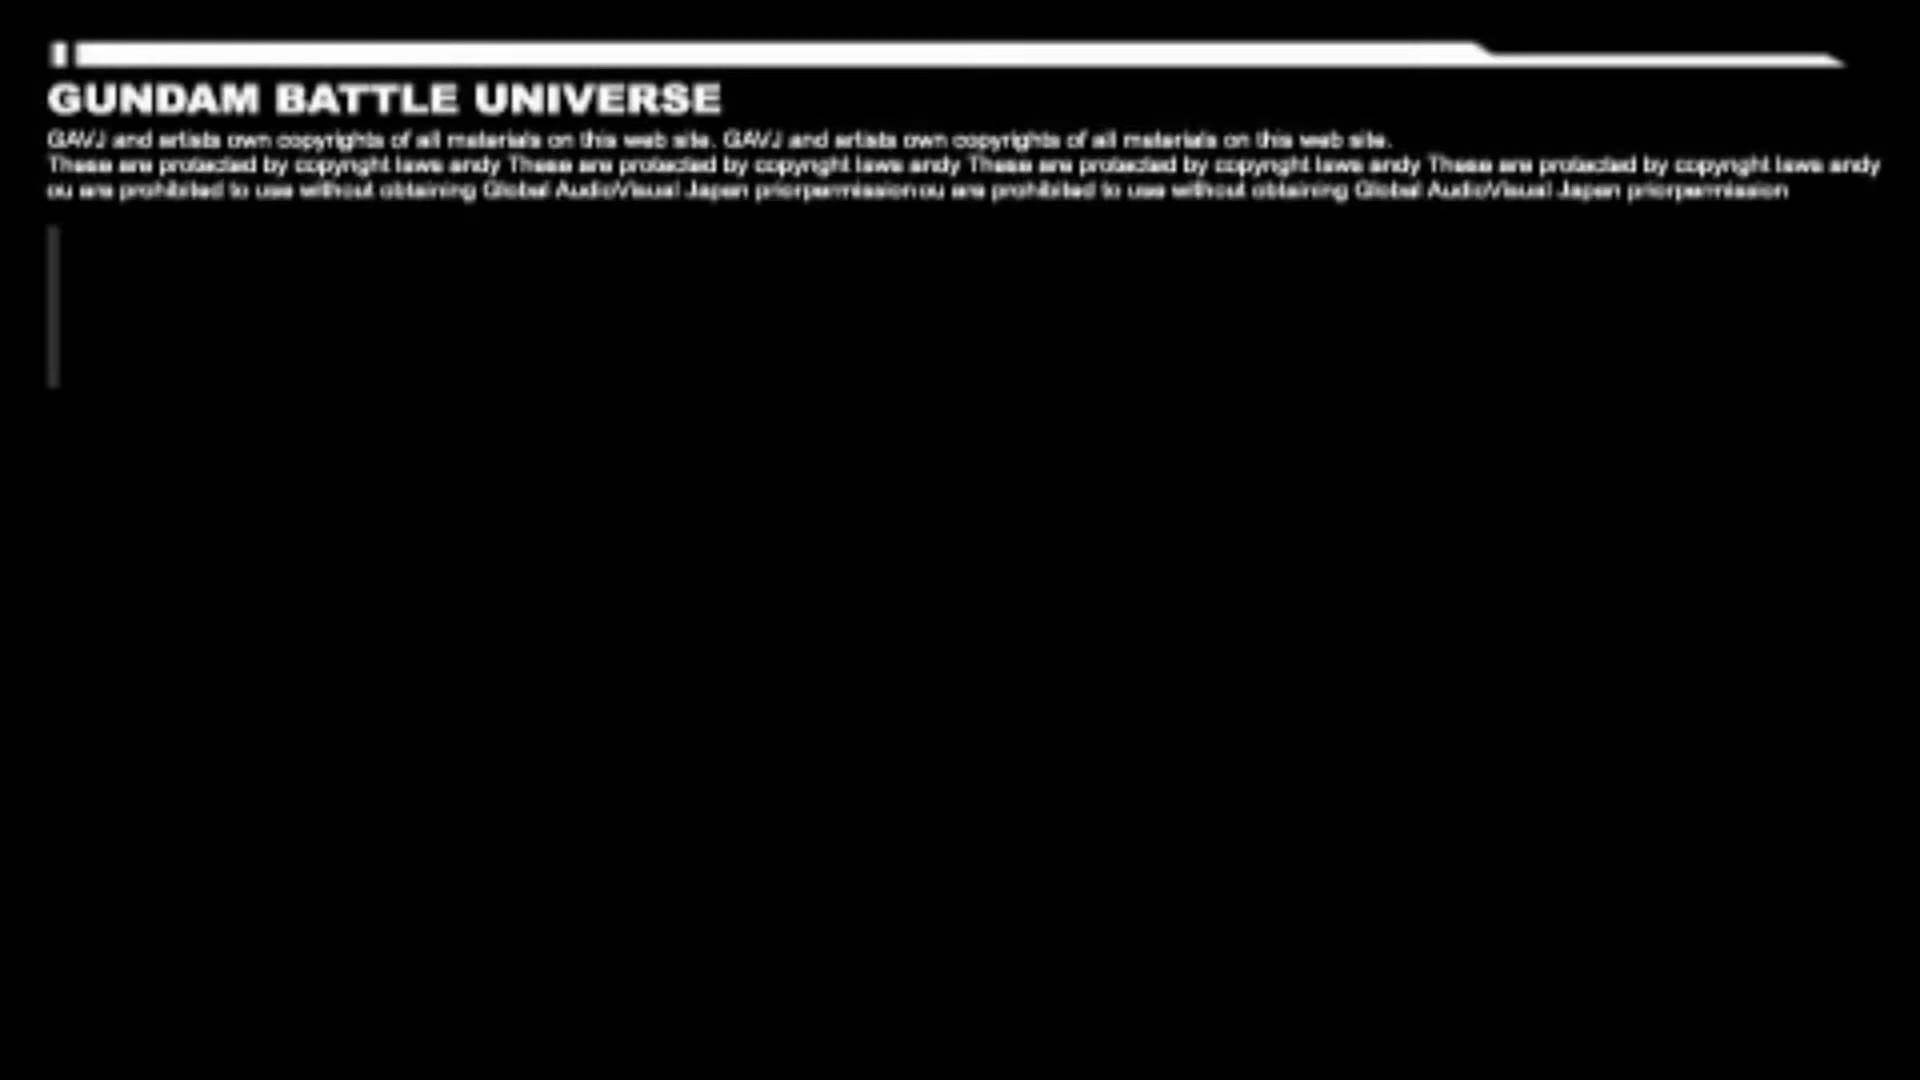 GUNDAM BATTLE UNIVERSE
GAVJ and artists own copyrights of all materials on this web site. GAVJ and artists own copyrights of all materials on this web site.
These are protected by copyright laws andy These are protected by copyright laws andy These are protected by copyright laws andy These are protected by copyright laws andy
ou are prohibited to use without obtaining Global AudioVisual Japan priorpermissionou are prohibited to use without obtaining Global AudioVisual Japan priorpermission